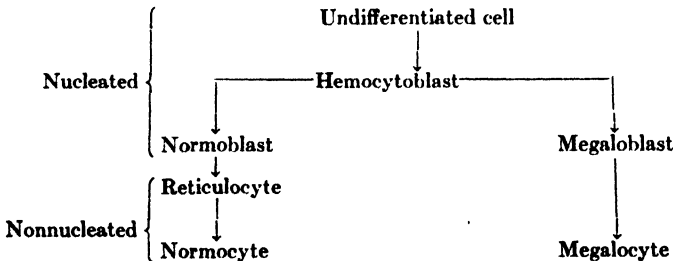 Undifferentiated cell
Nucleated
Hemocytoblast
Normoblast Megaloblast
Reticulocyte
Nonnucleated
Normocyte Megalocyte